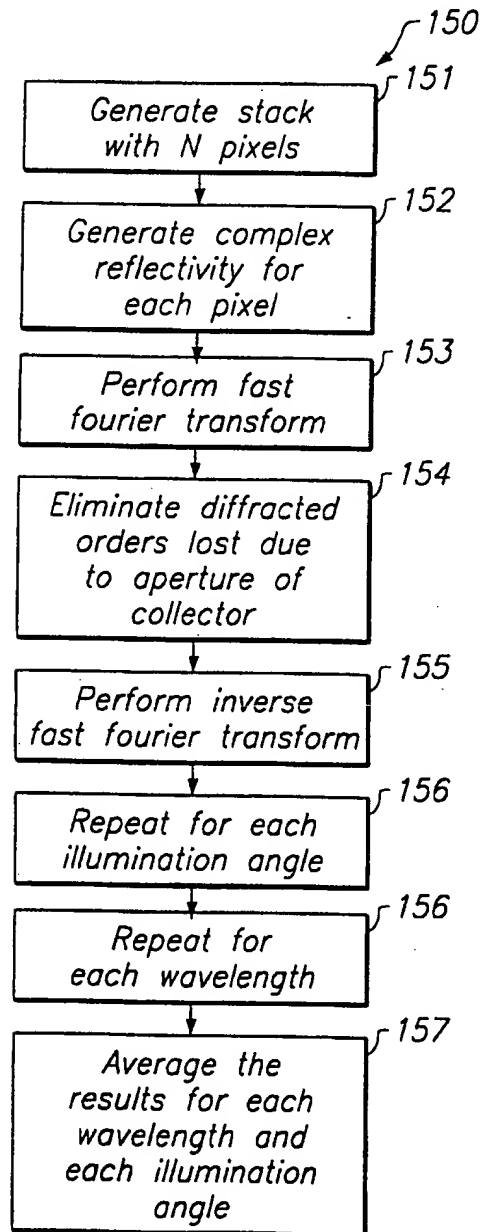 150
151
Generate stack
with N pixels
152
Generate complex
reflectivity for
each pixel
153
Perform fast
fourier transform
154
Eliminate diffracted
orders lost due
to aperture of
collector
155
Perform inverse
fast fourier transform
156
Repeat for each
illumination angle
156
Repeat for
each wavelength
157
Average the
results for each
wavelength and
each illumination
angle